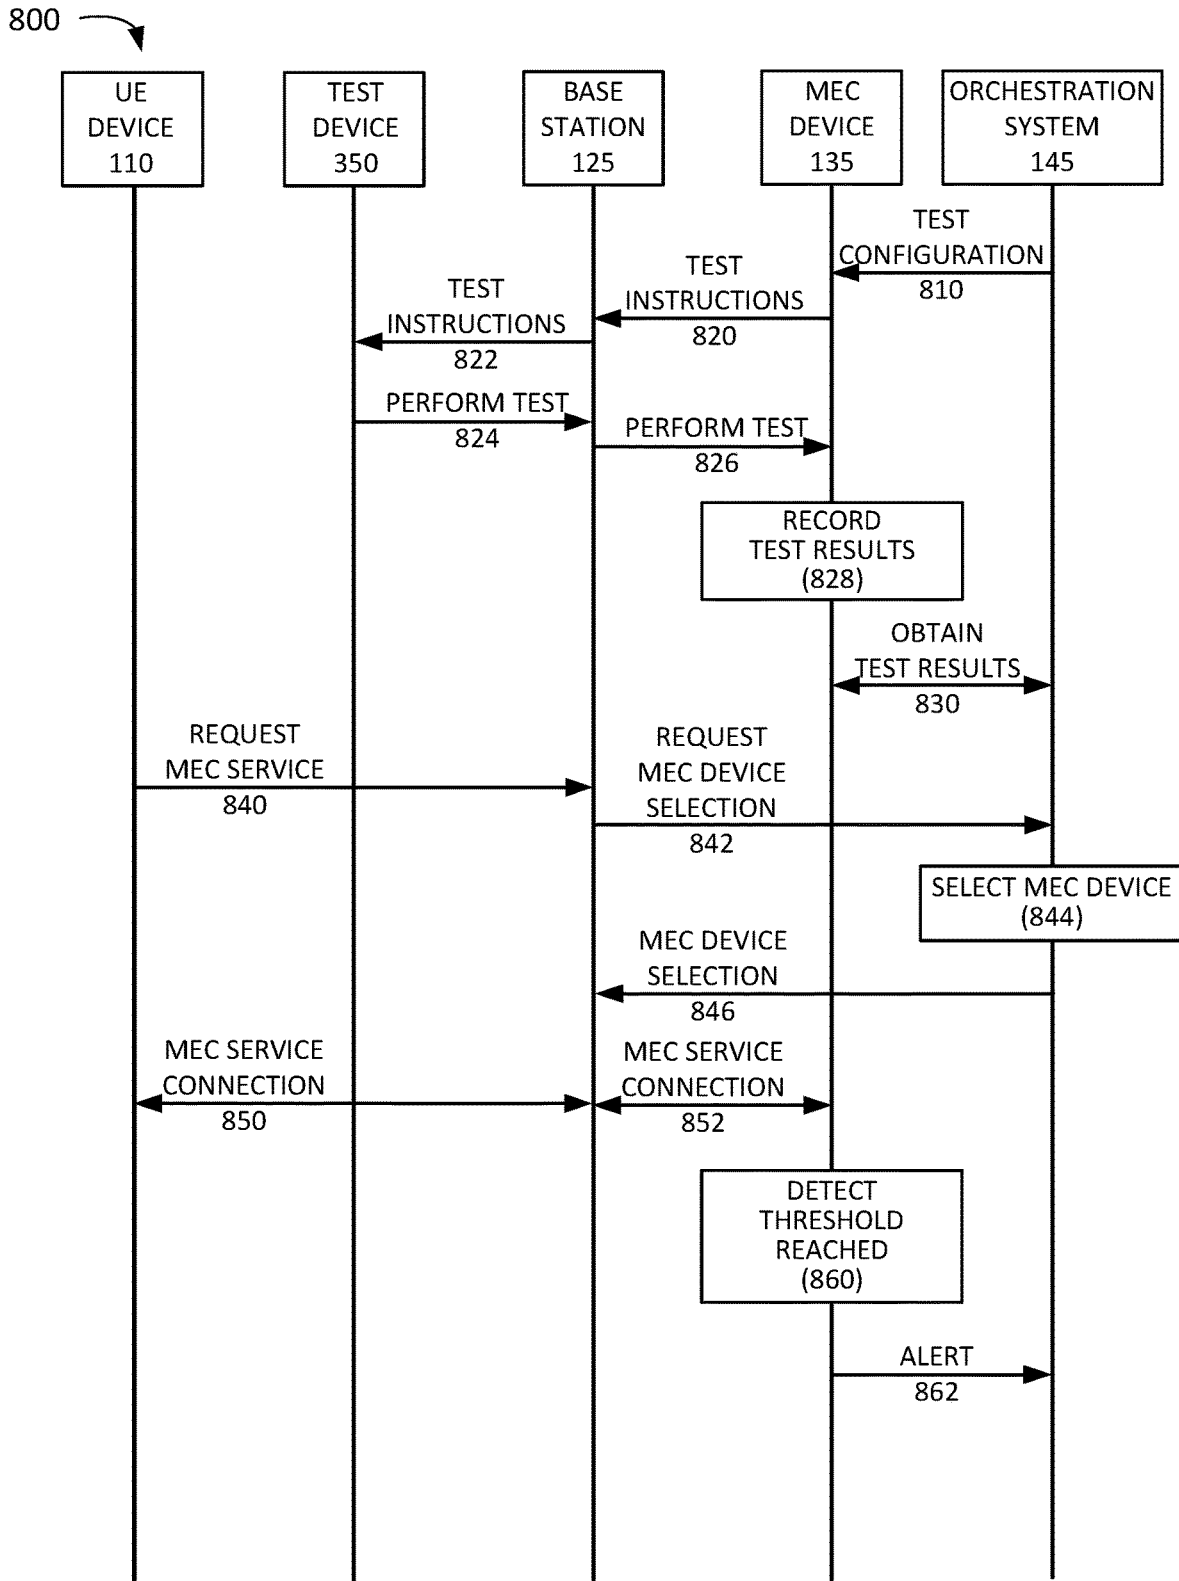 800
UE
DEVICE
110
TEST
DEVICE
350
BASE
STATION
125
MEC
DEVICE
135
ORCHESTRATION
SYSTEM
145
TEST
CONFIGURATION
810
TEST
INSTRUCTIONS
820
TEST
INSTRUCTIONS
822
PERFORM TEST
824
PERFORM TEST
826
RECORD
TEST RESULTS
(828)
OBTAIN
TEST RESULTS
830
REQUEST
MEC SERVICE
840
REQUEST
MEC DEVICE
SELECTION
842
SELECT MEC DEVICE
(844)
MEC DEVICE
SELECTION
846
MEC SERVICE
CONNECTION
850
MEC SERVICE
CONNECTION
852
DETECT
THRESHOLD
REACHED
(860)
ALERT
862